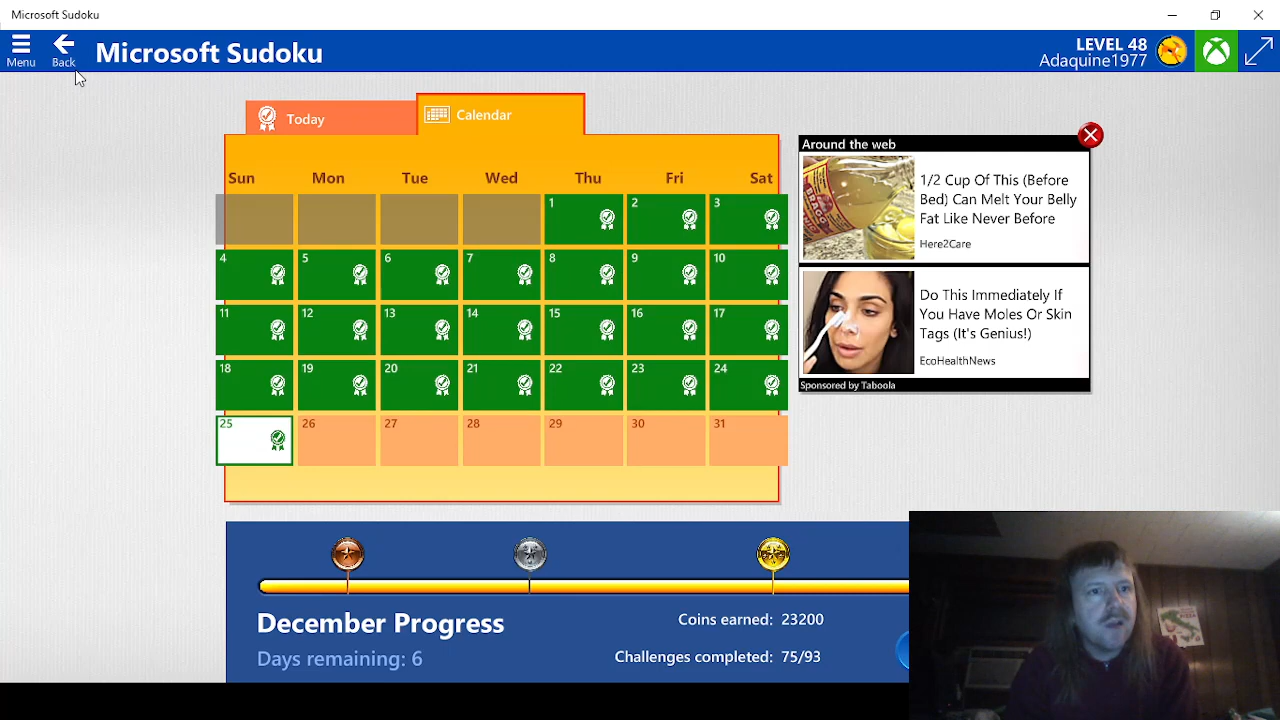 Microsoft Sudoku
Menu
Back
Microsoft Sudoku
LEVEL 48
Adaquine1977
Today
Calendar
Sun Mon Tue Wed Thu Fri Sat
1 2 3
4 5 6 7 8 9 10
11 12 13 14 15 16 17
18 19 20 21 22 23 24
25 26 27 28 29 30 31
Around the web
1/2 Cup Of This (Before
Bed) Can Melt Your Belly
Fat Like Never Before
Here2Care
BRAGG
Do This Immediately If
You Have Moles Or Skin
Tags (It's Genius!)
EcoHealthNews
Sponsored by Taboola
December Progress
Days remaining: 6
Coins earned: 23200
Challenges completed: 75/93